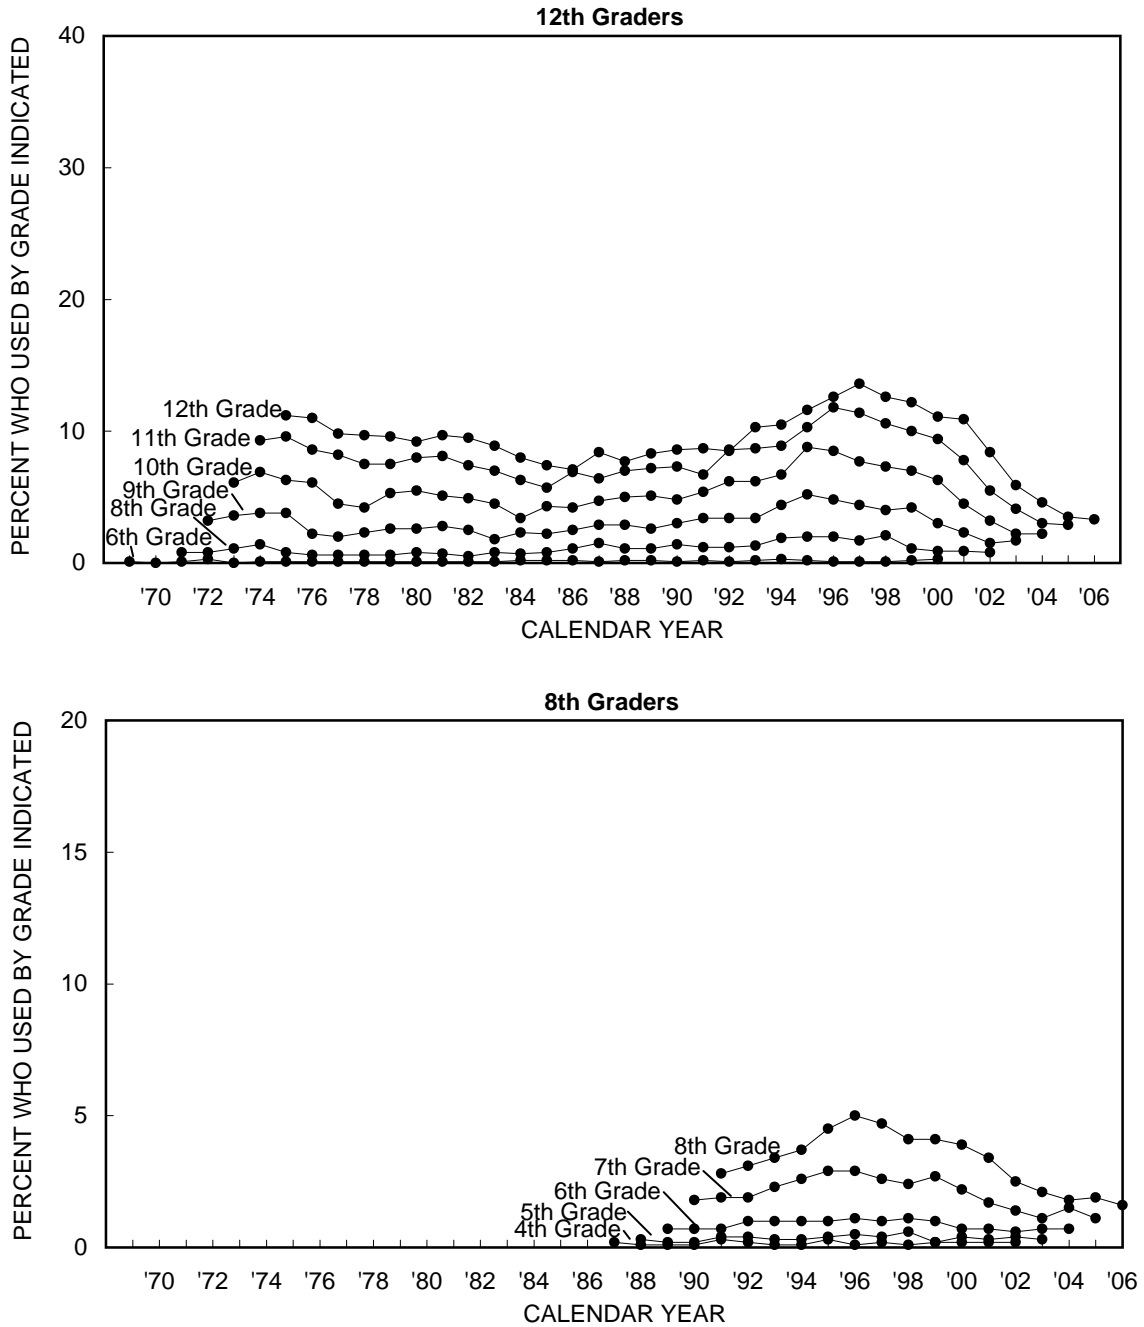 12th Graders
PERCENT WHO USED BY GRADE INDICATED
40
30
20
10
0
12th Grade
11th Grade
10th Grade
9th Grade
8th Grade
6th Grade
'70 '72 '74 '76 '78 '80 '82 '84 '86 '88 '90 '92 '94 '96 '98 '00 '02 '04 '06
CALENDAR YEAR
8th Graders
PERCENT WHO USED BY GRADE INDICATED
20
15
10
5
0
8th Grade
7th Grade
6th Grade
5th Grade
4th Grade
'70 '72 '74 '76 '78 '80 '82 '84 '86 '88 '90 '92 '94 '96 '98 '00 '02 '04 '06
CALENDAR YEAR